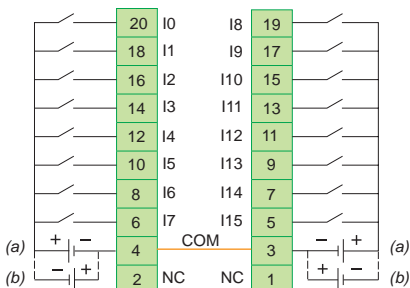 20 I0 I8 19
18 I1 I9 17
16 I2 I10 15
14 I3 I11 13
12 I4 I12 11
10 I5 I13 9
8 I6 I14 7
6 I7 I15 5
(a) + − 4 COM 3 − + (a)
(b) − + 2 NC NC 1 + − (b)